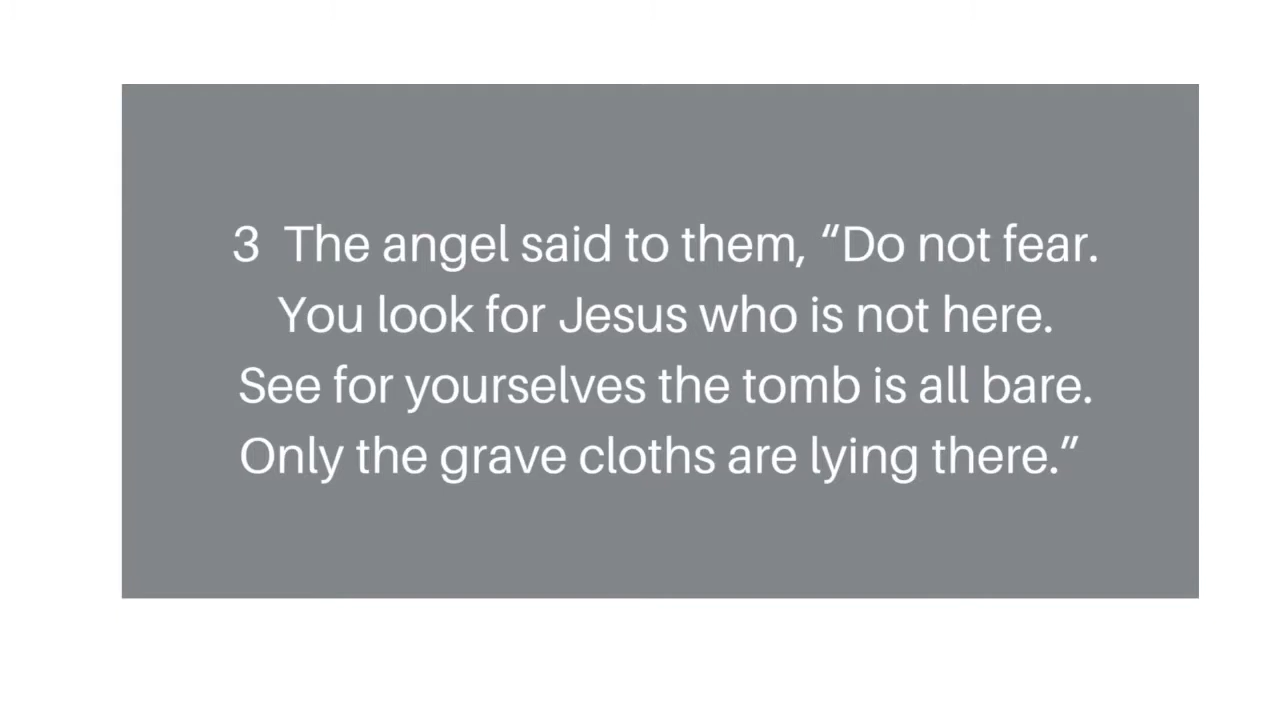 3  The angel said to them, “Do not fear.
You look for Jesus who is not here.
See for yourselves the tomb is all bare.
Only the grave cloths are lying there.”